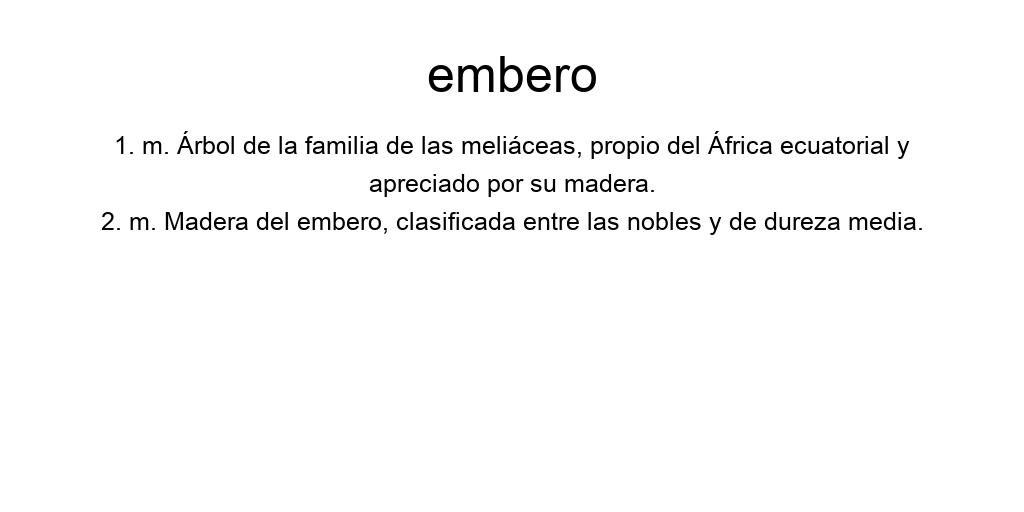 embero
1. m. Árbol de la familia de las meliáceas, propio del África ecuatorial y
apreciado por su madera.
2. m. Madera del embero, clasificada entre las nobles y de dureza media.